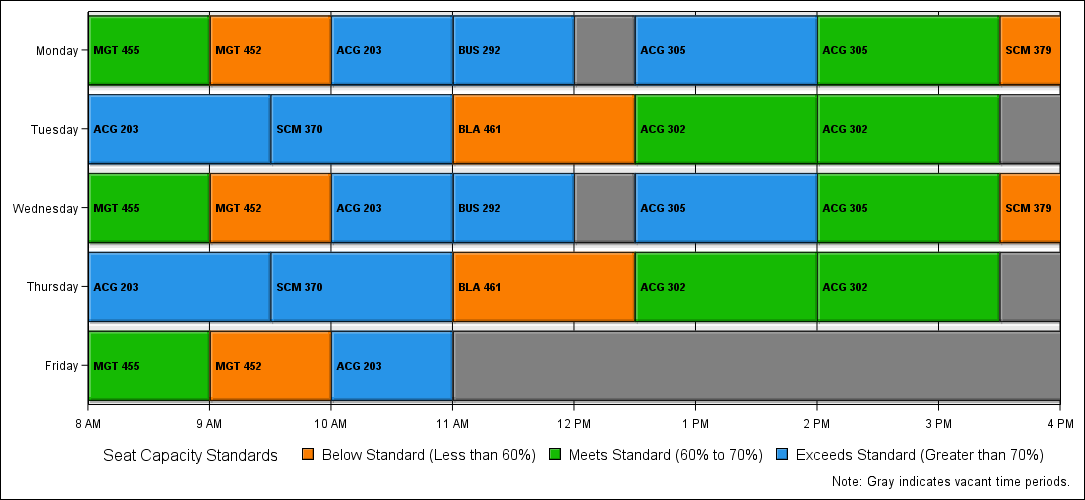 Monday MGT 455 MGT 452 ACG 203 BUS 292 ACG 305 ACG 305 SCM 379
Tuesday ACG 203 SCM 370 BLA 461 ACG 302 ACG 302
Wednesday MGT 455 MGT 452 ACG 203 BUS 292 ACG 305 ACG 305 SCM 379
Thursday ACG 203 SCM 370 BLA 461 ACG 302 ACG 302
Friday MGT 455 MGT 452 ACG 203
8 AM 9 AM 10 AM 11 AM 12 PM 1 PM 2 PM 3 PM 4 PM
Seat Capacity Standards Below Standard (Less than 60%) Meets Standard (60% to 70%) Exceeds Standard (Greater than 70%)
Note: Gray indicates vacant time periods.